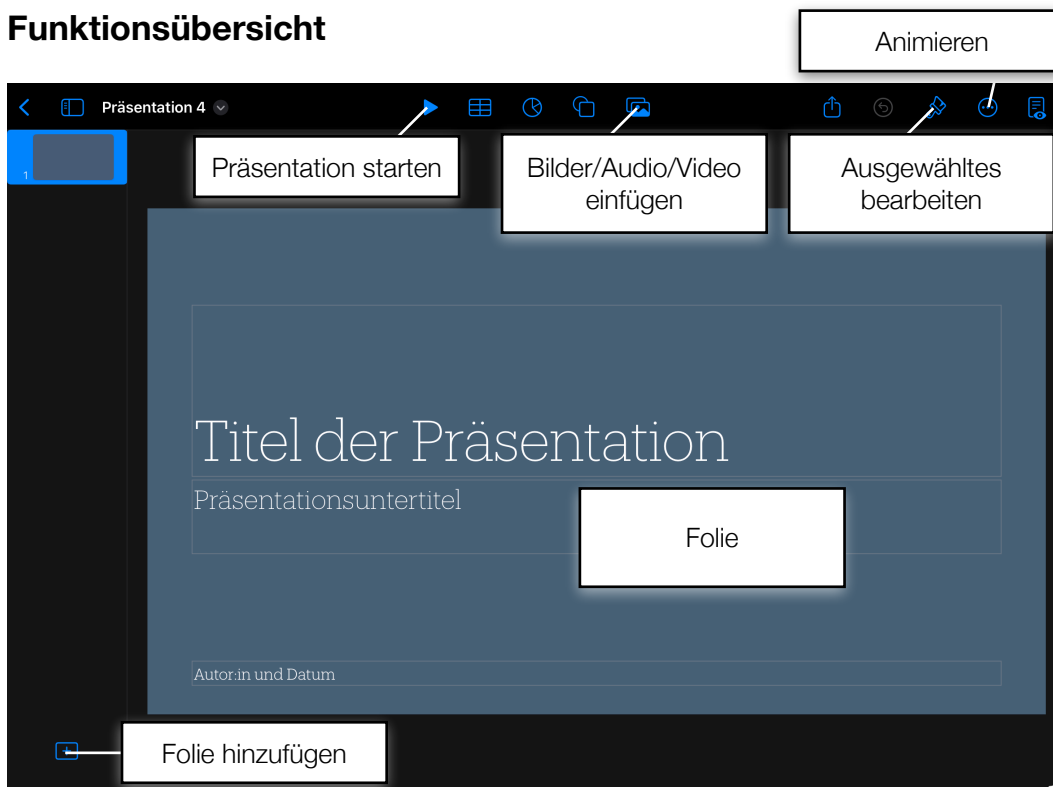 Funktionsübersicht
Animieren
Präsentation 4
1
Präsentation starten
Bilder/Audio/Video
einfügen
Ausgewähltes
bearbeiten
Titel der Präsentation
Präsentationsuntertitel
Folie
Autor:in und Datum
Folie hinzufügen